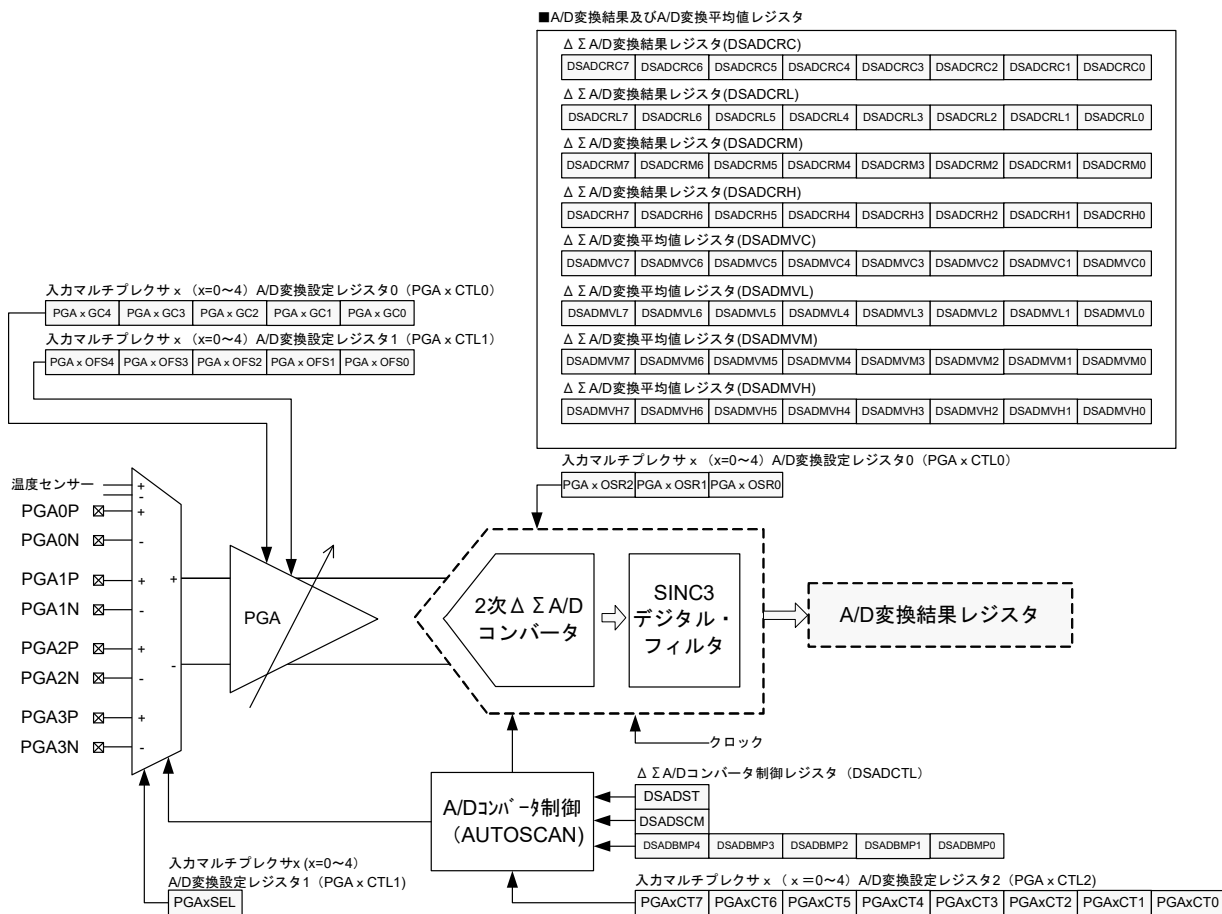 ■A/D変換結果及びA/D変換平均値レジスタ
ΔΣA/D変換結果レジスタ(DSADCRC)
DSADCRC7 DSADCRC6 DSADCRC5 DSADCRC4 DSADCRC3 DSADCRC2 DSADCRC1 DSADCRC0
ΔΣA/D変換結果レジスタ(DSADCRL)
DSADCRL7 DSADCRL6 DSADCRL5 DSADCRL4 DSADCRL3 DSADCRL2 DSADCRL1 DSADCRL0
ΔΣA/D変換結果レジスタ(DSADCRM)
DSADCRM7 DSADCRM6 DSADCRM5 DSADCRM4 DSADCRM3 DSADCRM2 DSADCRM1 DSADCRM0
ΔΣA/D変換結果レジスタ(DSADCRH)
DSADCRH7 DSADCRH6 DSADCRH5 DSADCRH4 DSADCRH3 DSADCRH2 DSADCRH1 DSADCRH0
ΔΣA/D変換平均値レジスタ(DSADMVC)
DSADMVC7 DSADMVC6 DSADMVC5 DSADMVC4 DSADMVC3 DSADMVC2 DSADMVC1 DSADMVC0
ΔΣA/D変換平均値レジスタ(DSADMVL)
DSADMVL7 DSADMVL6 DSADMVL5 DSADMVL4 DSADMVL3 DSADMVL2 DSADMVL1 DSADMVL0
ΔΣA/D変換平均値レジスタ(DSADMVM)
DSADMVM7 DSADMVM6 DSADMVM5 DSADMVM4 DSADMVM3 DSADMVM2 DSADMVM1 DSADMVM0
ΔΣA/D変換平均値レジスタ(DSADMVH)
DSADMVH7 DSADMVH6 DSADMVH5 DSADMVH4 DSADMVH3 DSADMVH2 DSADMVH1 DSADMVH0
入力マルチプレクサx（x=0～4）A/D変換設定レジスタ0（PGAxCTL0）
PGAxGC4 PGAxGC3 PGAxGC2 PGAxGC1 PGAxGC0
入力マルチプレクサx（x=0～4）A/D変換設定レジスタ1（PGAxCTL1）
PGAxOFS4 PGAxOFS3 PGAxOFS2 PGAxOFS1 PGAxOFS0
入力マルチプレクサx（x=0～4）A/D変換設定レジスタ0（PGAxCTL0）
PGAxOSR2 PGAxOSR1 PGAxOSR0
温度センサー + -
PGA0P +
PGA0N -
PGA1P +
PGA1N -
PGA2P +
PGA2N -
PGA3P +
PGA3N -
+
-
PGA
2次ΔΣA/D
コンバータ
SINC3
デジタル・
フィルタ
A/D変換結果レジスタ
クロック
A/Dｺﾝﾊﾞｰﾀ制御
（AUTOSCAN）
ΔΣA/Dコンバータ制御レジスタ（DSADCTL）
DSADST
DSADSCM
DSADBMP4 DSADBMP3 DSADBMP2 DSADBMP1 DSADBMP0
入力マルチプレクサx(x=0～4)
A/D変換設定レジスタ1（PGAxCTL1)
PGAxSEL
入力マルチプレクサx（x＝0～4）A/D変換設定レジスタ2（PGAxCTL2)
PGAxCT7 PGAxCT6 PGAxCT5 PGAxCT4 PGAxCT3 PGAxCT2 PGAxCT1 PGAxCT0